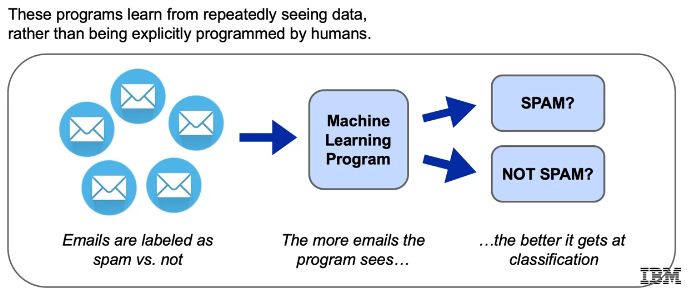 These programs learn from repeatedly seeing data,
rather than being explicitly programmed by humans.
Machine
Learning
Program
SPAM?
NOT SPAM?
Emails are labeled as
spam vs. not
The more emails the
program sees…
…the better it gets at
classification
IBM